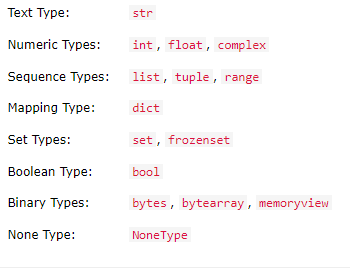 Text Type: str
Numeric Types: int, float, complex
Sequence Types: list, tuple, range
Mapping Type: dict
Set Types: set, frozenset
Boolean Type: bool
Binary Types: bytes, bytearray, memoryview
None Type: NoneType